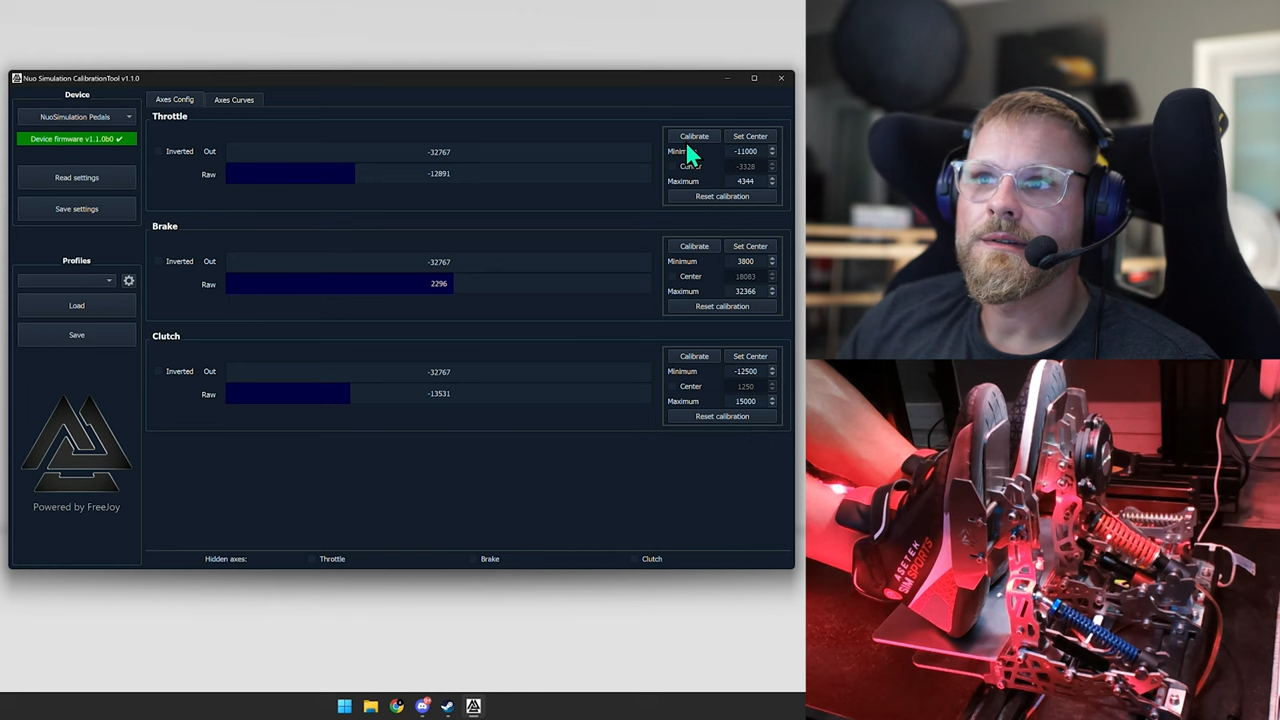 Nuo Simulation CalibrationTool v1.1.0
Device
NuoSimulation Pedals
Device firmware v1.1.0b0 ✔
Read settings
Save settings
Profiles
Load
Save
Powered by FreeJoy
Axes Config
Axes Curves
Throttle
Inverted
Out
-32767
Raw
-12891
Calibrate
Set Center
-11000
-3328
Maximum
4344
Reset calibration
Brake
Inverted
Out
-32767
Raw
2296
Calibrate
Set Center
Minimum
3800
Center
18083
Maximum
32366
Reset calibration
Clutch
Inverted
Out
-32767
Raw
-13531
Calibrate
Set Center
Minimum
-12500
Center
1250
Maximum
15000
Reset calibration
Hidden axes:
Throttle
Brake
Clutch
ASETEK
SIMSPORTS